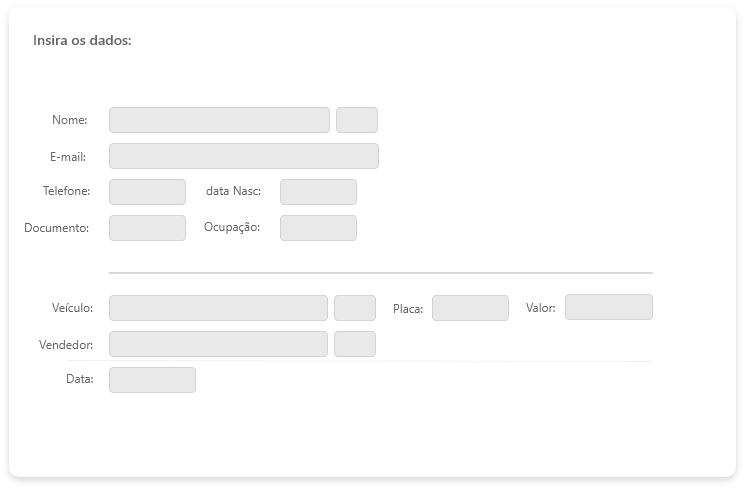 Insira os dados:
Nome:
E-mail:
Telefone: data Nasc:
Documento: Ocupação:
Veículo: Placa: Valor:
Vendedor:
Data: